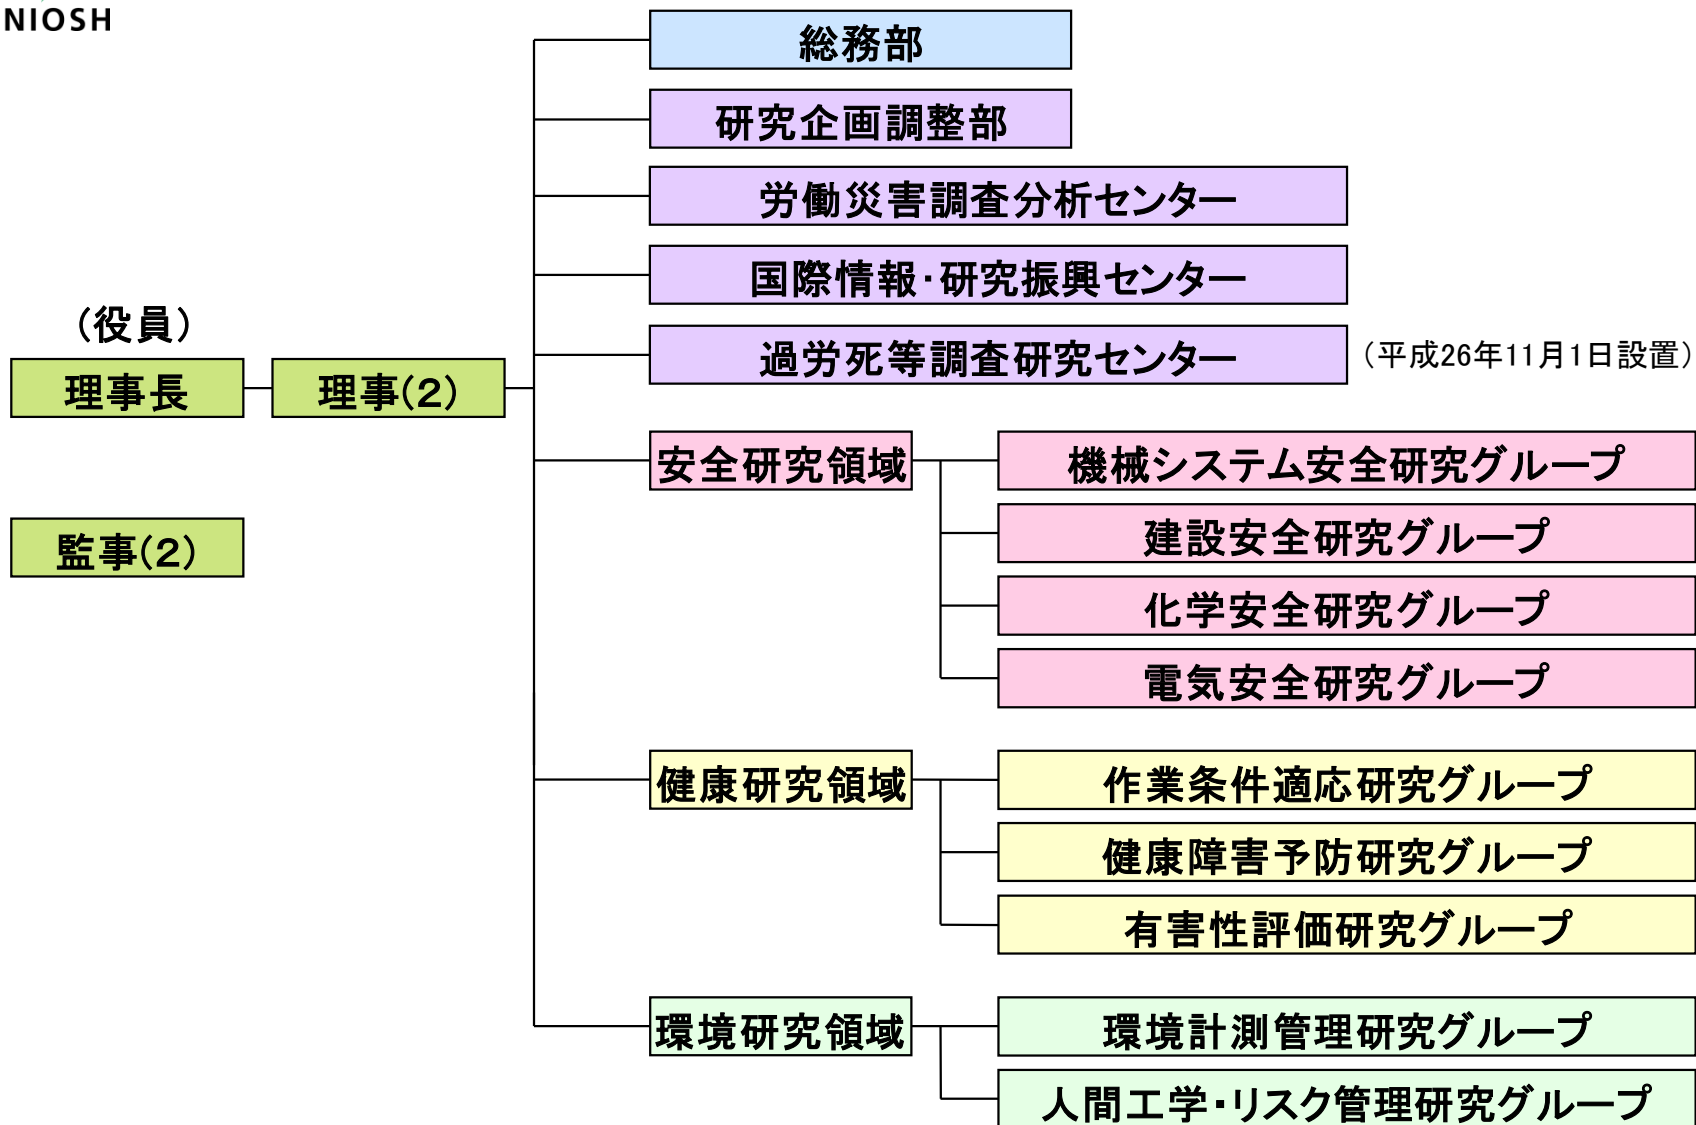 NIOSH
総務部
研究企画調整部
労働災害調査分析センター
国際情報・研究振興センター
過労死等調査研究センター
（平成26年11月1日設置）
（役員）
理事長
理事(2)
監事(2)
安全研究領域
機械システム安全研究グループ
建設安全研究グループ
化学安全研究グループ
電気安全研究グループ
健康研究領域
作業条件適応研究グループ
健康障害予防研究グループ
有害性評価研究グループ
環境研究領域
環境計測管理研究グループ
人間工学・リスク管理研究グループ